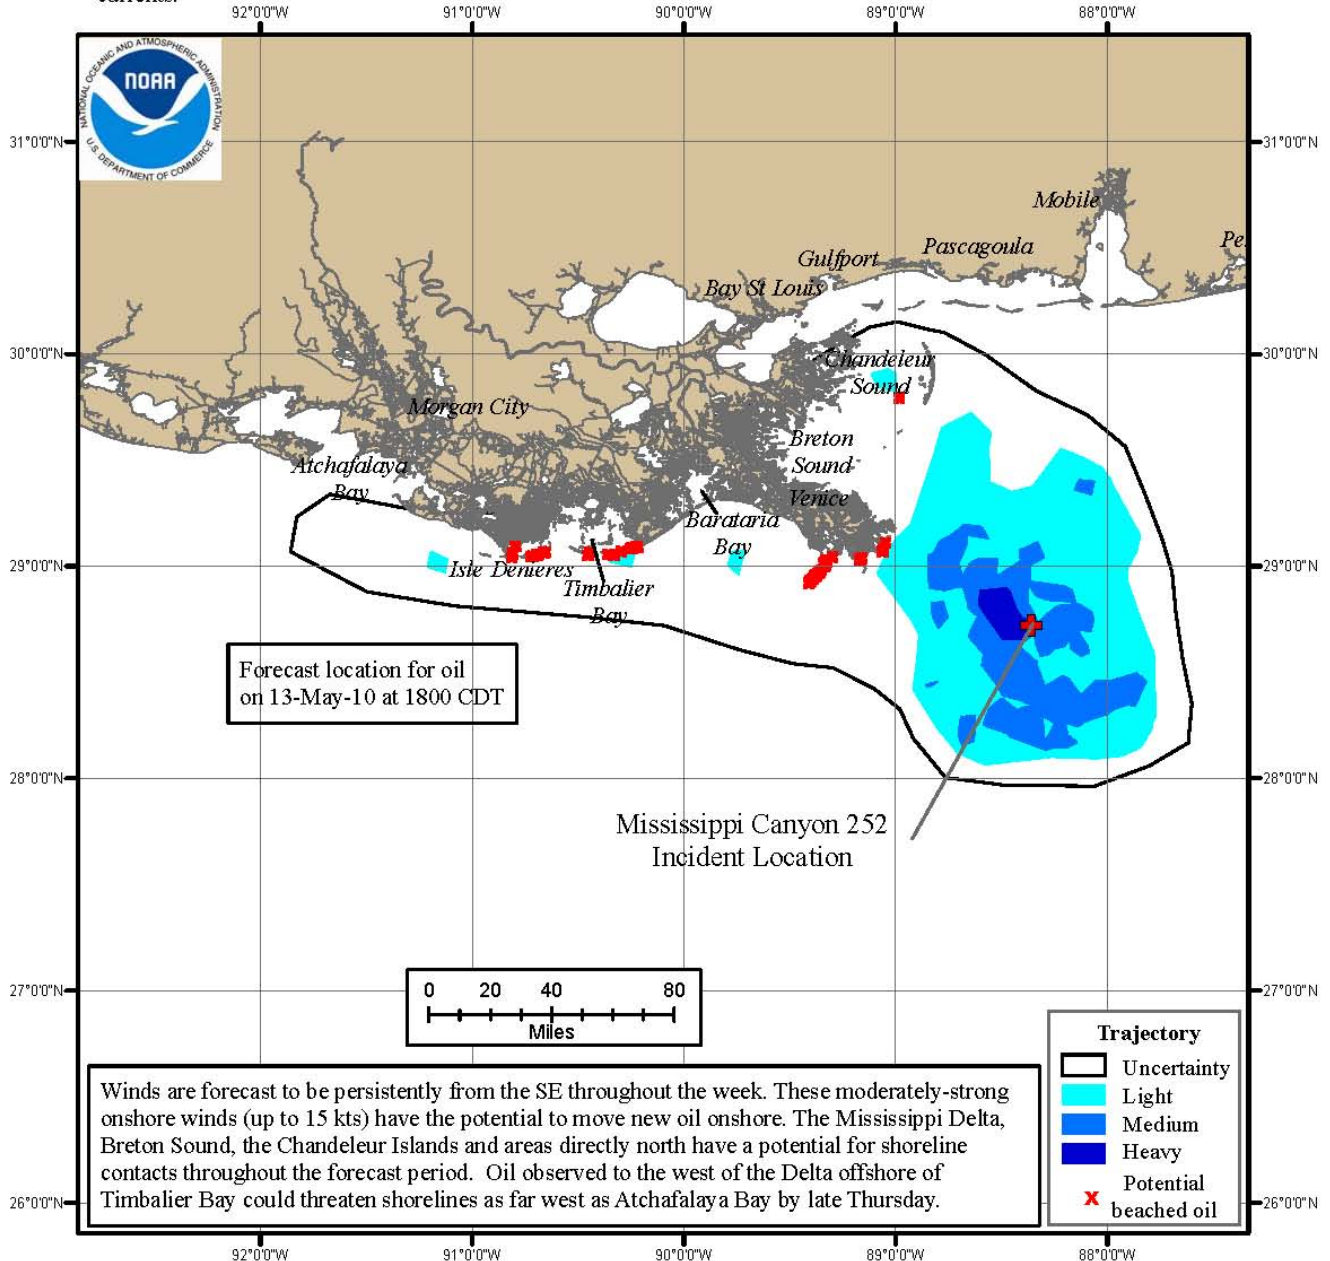 currents.
92°0'0"W 91°0'0"W 90°0'0"W 89°0'0"W 88°0'0"W
NATIONAL OCEANIC AND ATMOSPHERIC ADMINISTRATION
NOAA
U.S. DEPARTMENT OF COMMERCE
31°0'0"N 31°0'0"N
Mobile
Pe
Pascagoula
Gulfport
Bay St Louis
30°0'0"N 30°0'0"N
Chandeleur
Sound
Morgan City
Breton
Sound
Atchafalaya
Bay
Venice
Barataria
Bay
29°0'0"N 29°0'0"N
Isle Denieres
Timbalier
Bay
Forecast location for oil
on 13-May-10 at 1800 CDT
28°0'0"N 28°0'0"N
Mississippi Canyon 252
Incident Location
27°0'0"N 27°0'0"N
0 20 40 80
Miles
Trajectory
Uncertainty
Light
Medium
Heavy
Potential
x beached oil
Winds are forecast to be persistently from the SE throughout the week. These moderately-strong
onshore winds (up to 15 kts) have the potential to move new oil onshore. The Mississippi Delta,
Breton Sound, the Chandeleur Islands and areas directly north have a potential for shoreline
contacts throughout the forecast period. Oil observed to the west of the Delta offshore of
Timbalier Bay could threaten shorelines as far west as Atchafalaya Bay by late Thursday.
26°0'0"N 26°0'0"N
92°0'0"W 91°0'0"W 90°0'0"W 89°0'0"W 88°0'0"W